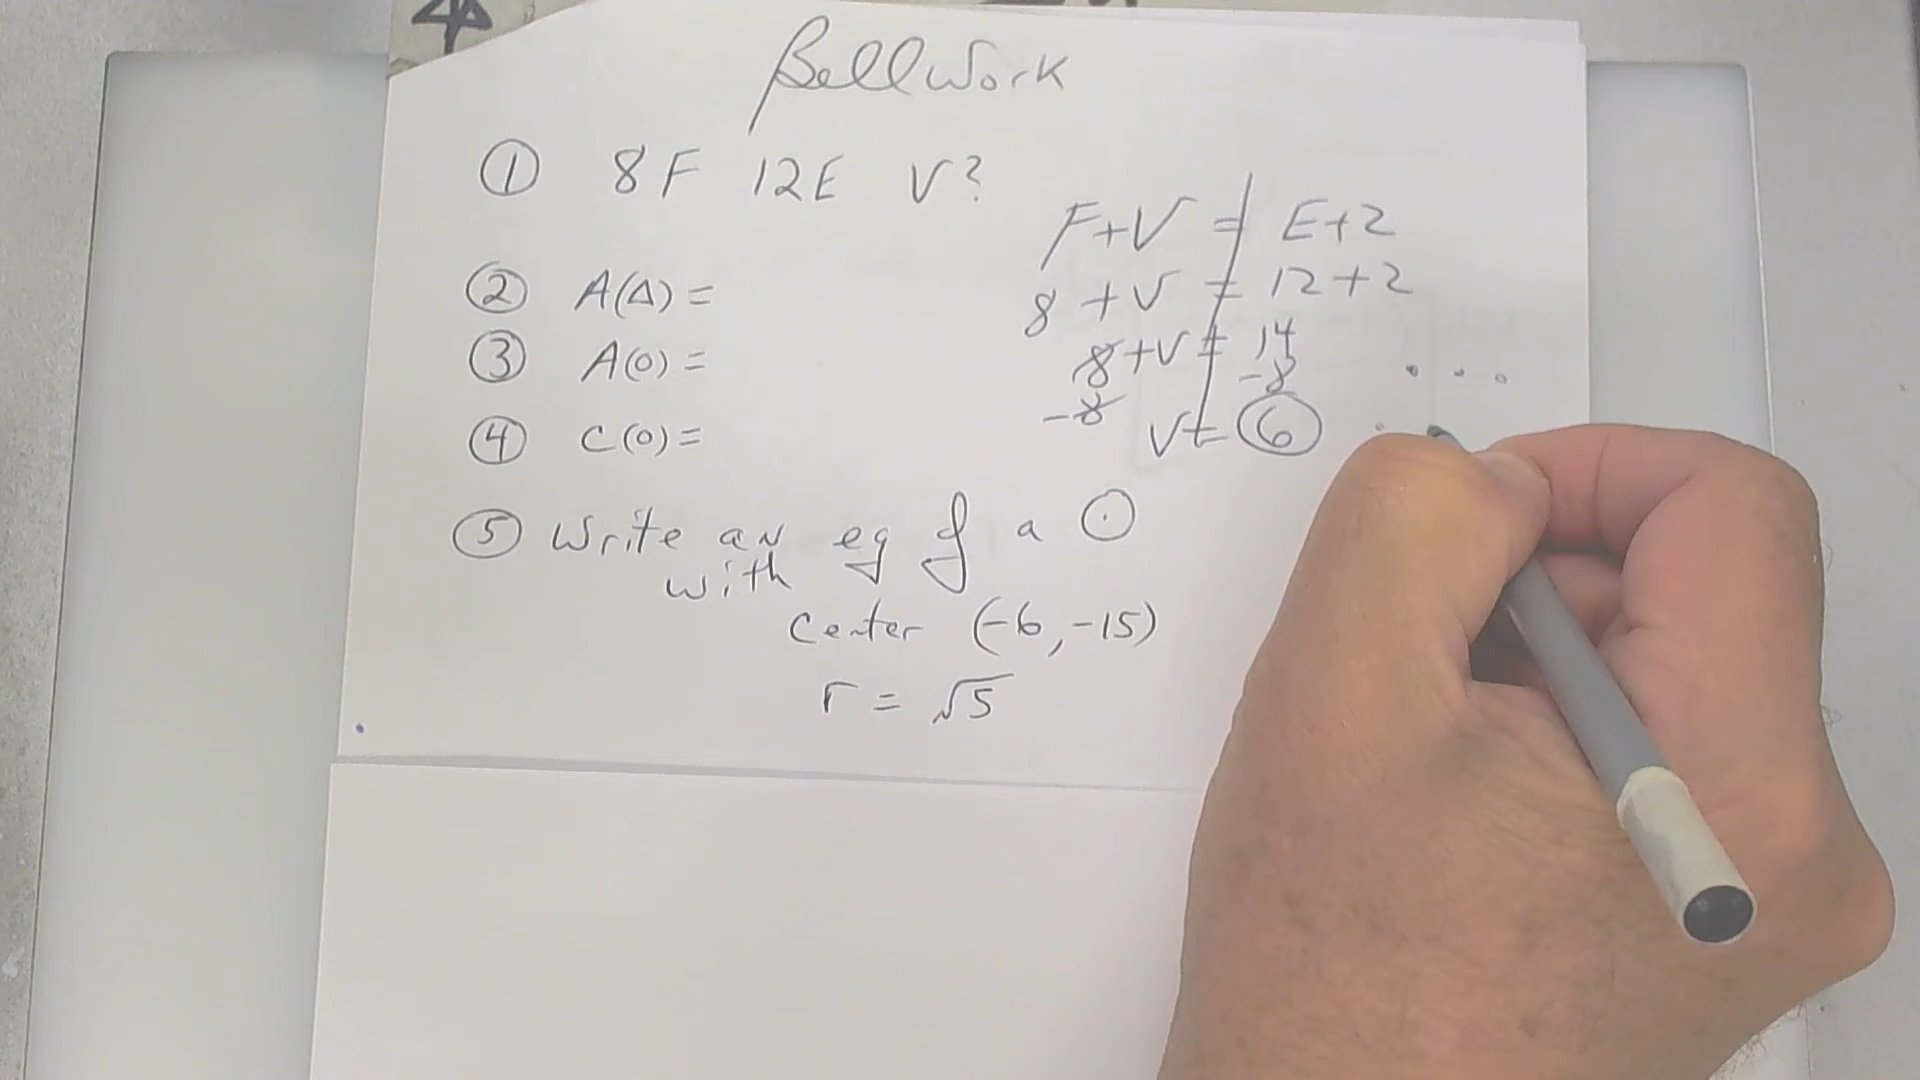 Bellwork
① 8F 12E V?
F+V = E+2
8 +V = 12+2
② A(△) =
8+V = 14
-8 -8
③ A(o) =
V = 6
④ C(o) =
⑤ Write an eq of a ⊙
with
Center (-6,-15)
r = √5